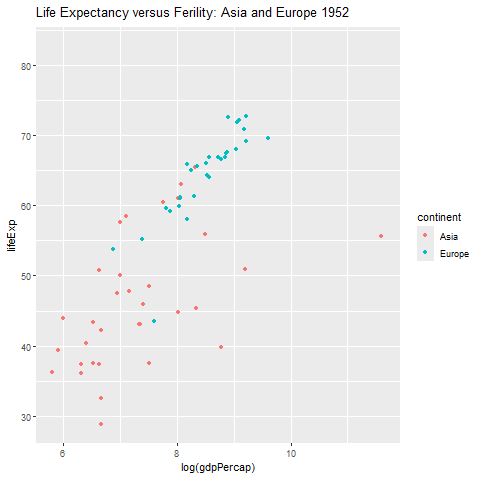 Life Expectancy versus Ferility: Asia and Europe 1952
80
70
60
50
40
30
lifeExp
6
8
10
log(gdpPercap)
continent
Asia
Europe